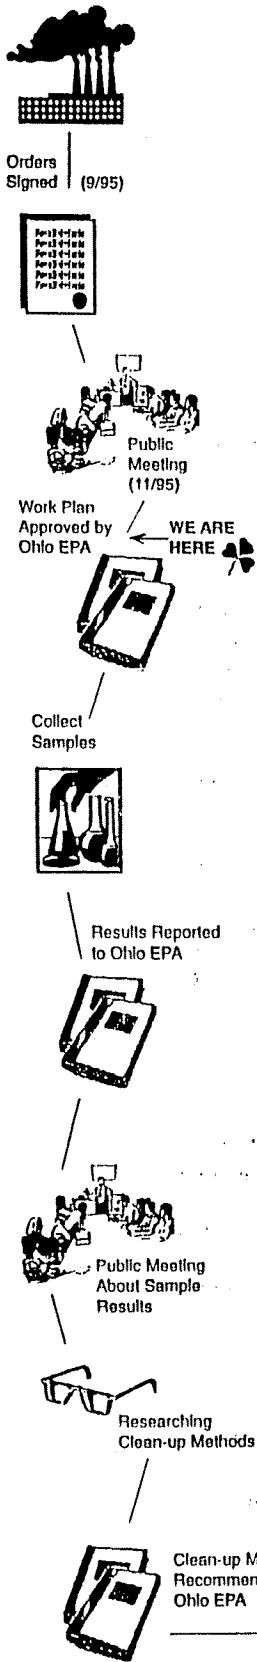 Orders
Signed (9/95)
Public
Meeting
(11/95)
Work Plan
Approved by
Ohio EPA
WE ARE
HERE
Collect
Samples
Results Reported
to Ohio EPA
Public Meeting
About Sample
Results
Researching
Clean-up Methods
Clean-up M
Recommen
Ohio EPA